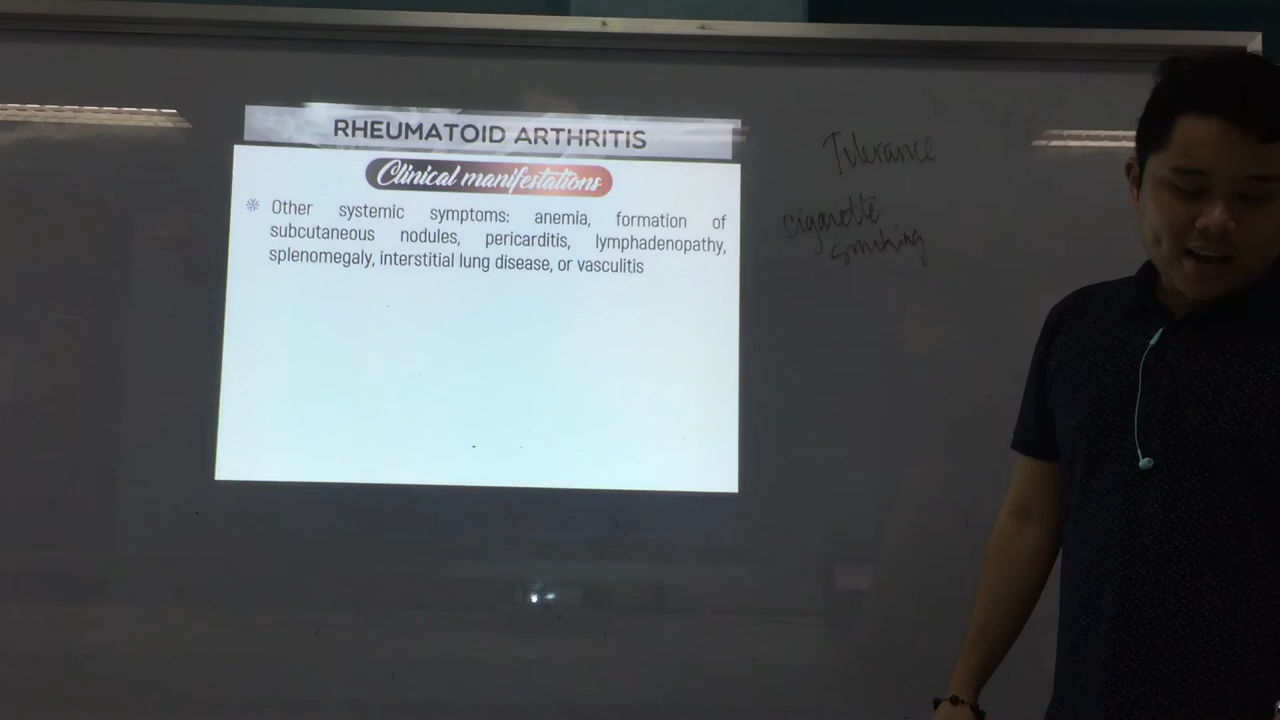 RHEUMATOID ARTHRITIS
Clinical manifestations
Other systemic symptoms: anemia, formation of
subcutaneous nodules, pericarditis, lymphadenopathy,
splenomegaly, interstitial lung disease, or vasculitis
Tolerance
cigarette
smoking